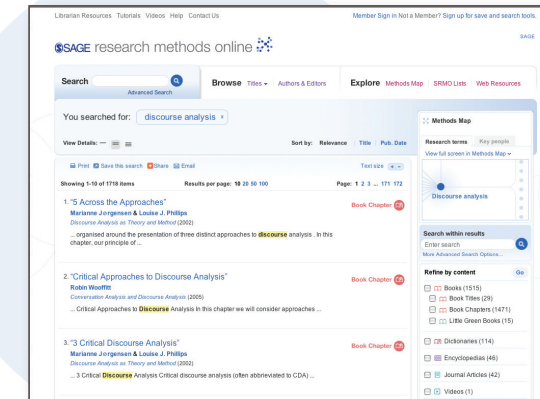 Librarian Resources Tutorials Videos Help Contact Us
Member Sign in Not a Member? Sign up for save and search tools.
SAGE research methods online
SAGE
Search
Advanced Search
Browse Titles Authors & Editors
Explore Methods Map SRMO Lists Web Resources
You searched for: discourse analysis x
View Details:
Sort by: Relevance Title Pub. Date
Print Save this search Share Email
Text size + -
Showing 1-10 of 1718 items Results per page: 10 20 50 100 Page: 1 2 3 ... 171 172
1. "5 Across the Approaches"
Book Chapter
Marianne Jorgensen & Louise J. Phillips
Discourse Analysis as Theory and Method (2002)
... organised around the presentation of three distinct approaches to discourse analysis . In this
chapter, our principle of ...
2. "Critical Approaches to Discourse Analysis"
Book Chapter
Robin Wooffitt
Conversation Analysis and Discourse Analysis (2005)
... Critical Approaches to Discourse Analysis In this chapter we will consider approaches ...
3. "3 Critical Discourse Analysis"
Book Chapter
Marianne Jorgensen & Louise J. Phillips
Discourse Analysis as Theory and Method (2002)
... 3 Critical Discourse Analysis Critical discourse analysis (often abbrieviated to CDA) ...
Methods Map
Research terms Key people
View full screen in Methods Map
Discourse analysis
Search within results
Enter search
More Advanced Search Options...
Refine by content Go
Books (1515)
Book Titles (29)
Book Chapters (1471)
Little Green Books (15)
Dictionaries (114)
Encyclopedias (46)
Journal Articles (42)
Videos (1)